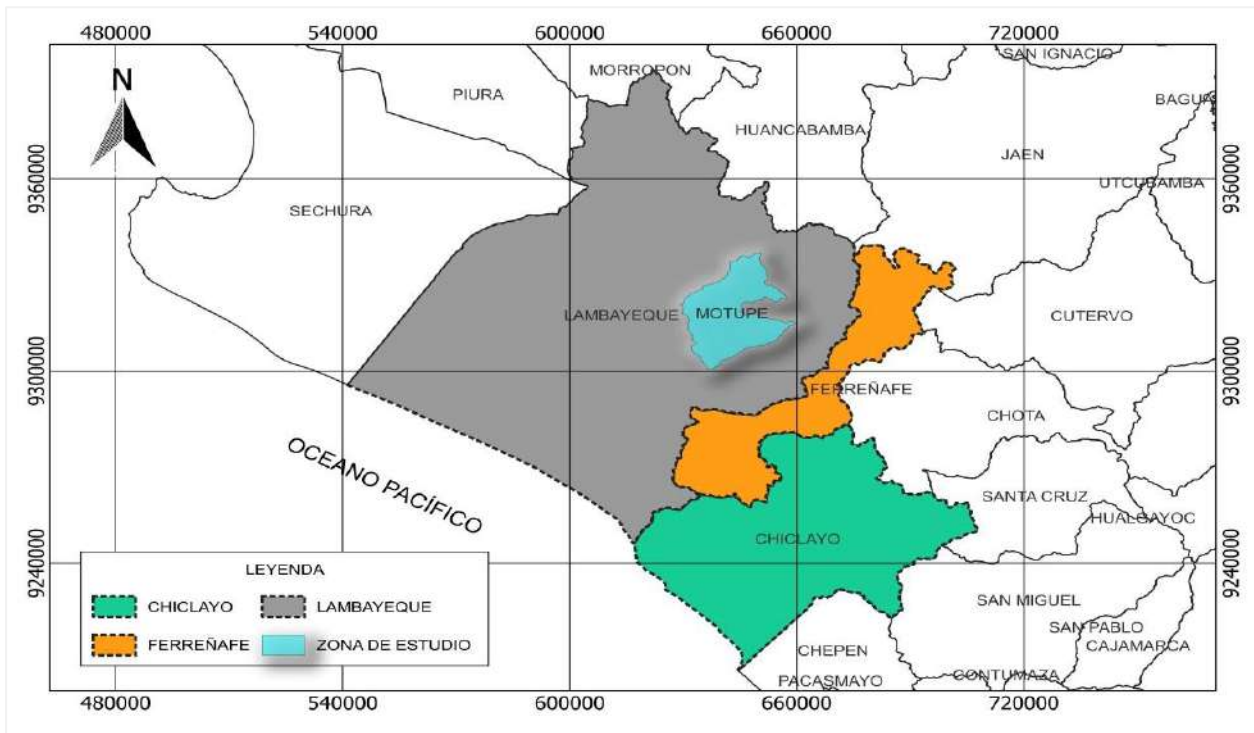 480000 540000 600000 660000 720000
N
MORROPON
SAN IGNACIO
PIURA
BAGUA
HUANCABAMBA
JAEN
9360000
9360000
UTCUBAMBA
SECHURA
LAMBAYEQUE
MOTUPE
CUTERVO
9300000
9300000
FERREÑAFE
CHOTA
OCEANO PACÍFICO
SANTA CRUZ
HUALGAYOC
CHICLAYO
9240000
9240000
LEYENDA
CHICLAYO
LAMBAYEQUE
FERREÑAFE
ZONA DE ESTUDIO
SAN MIGUEL
SAN PABLO
CAJAMARCA
CHEPEN
CONTUMAZA
PACASMAYO
480000 540000 600000 660000 720000